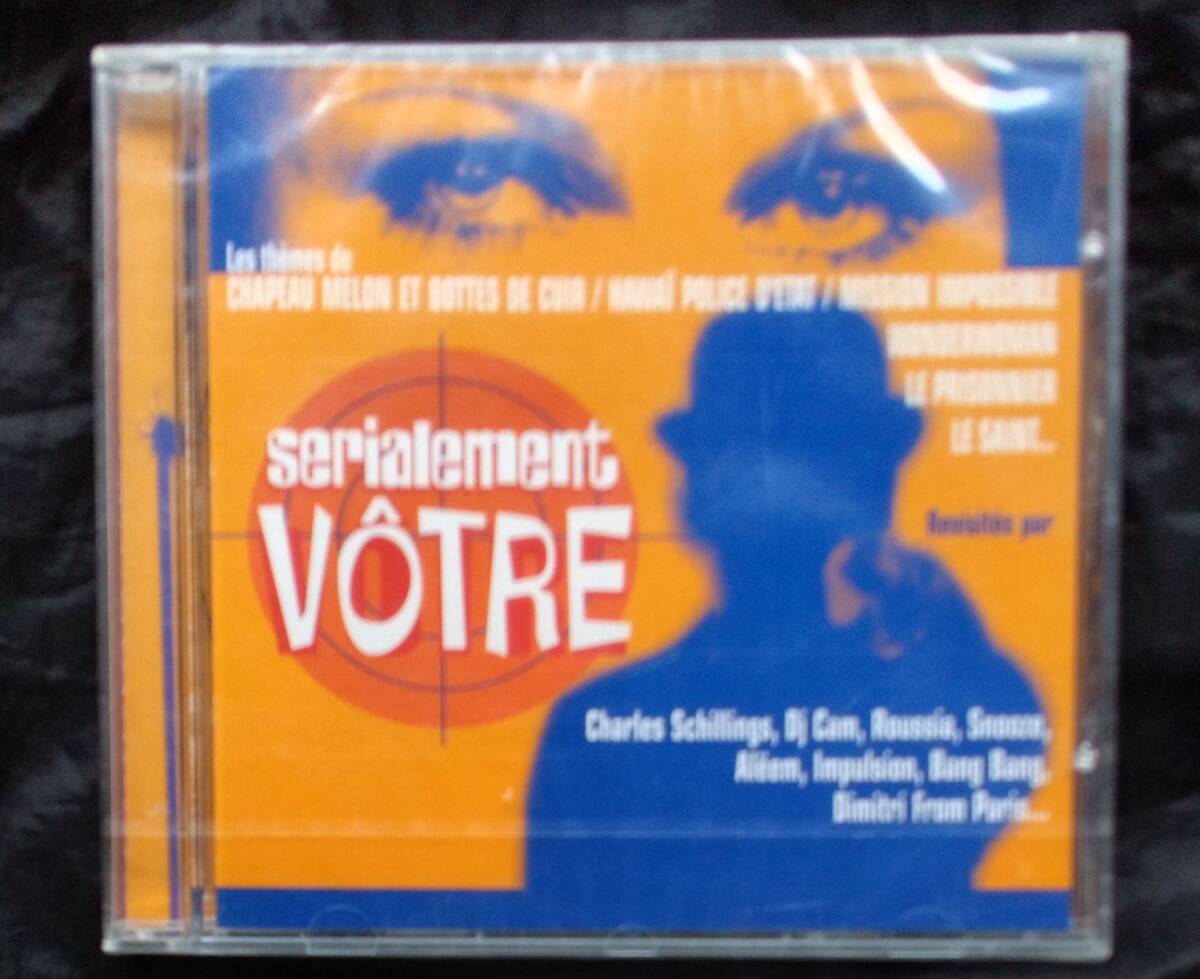 Les thèmes de
CHAPEAU MELON ET BOTTES DE CUIR / HAWAÏ POLICE D'ETAT / MISSION IMPOSSIBLE
WONDERWOMAN
LE PRISONNIER
LE SAINT...
serialement
VÔTRE
Revisités par
Charles Schillings, Dj Cam, Roussia, Snooze,
Aléem, Impulsion, Bang Bang,
Dimitri From Paris...